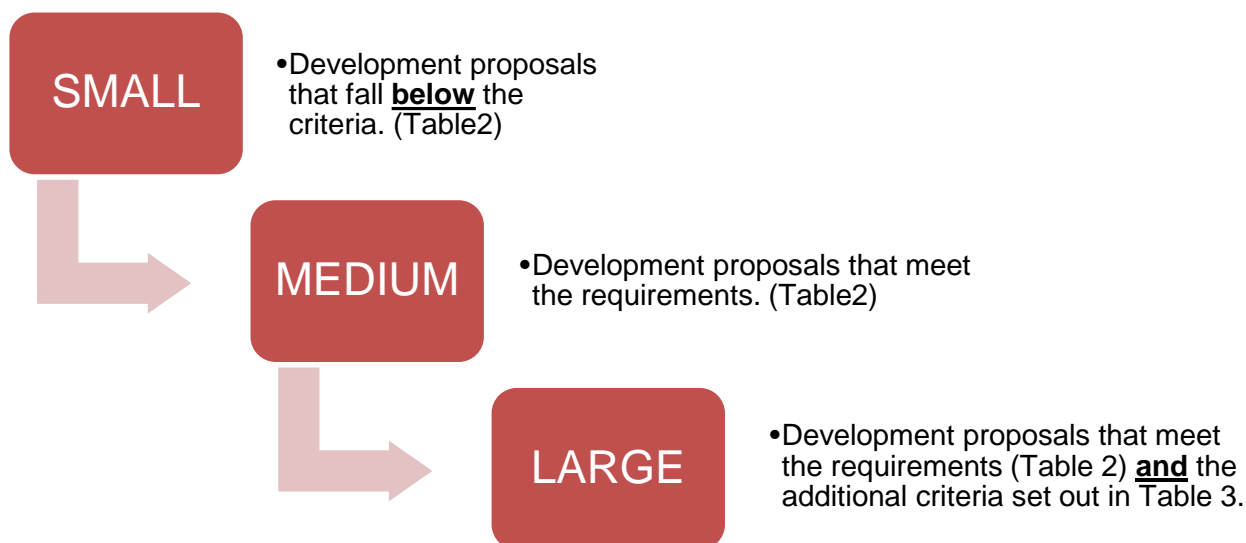 SMALL
•Development proposals
that fall below the
criteria. (Table2)
MEDIUM
•Development proposals that meet
the requirements. (Table2)
LARGE
•Development proposals that meet
the requirements (Table 2) and the
additional criteria set out in Table 3.